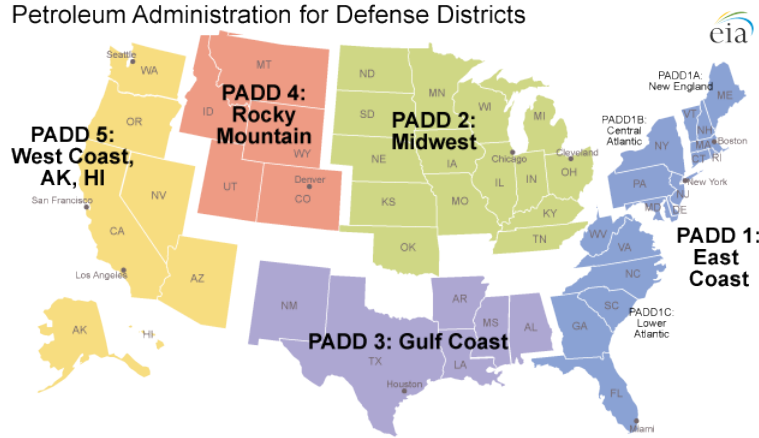 Petroleum Administration for Defense Districts
eia
Seattle
WA
MT
ND
MN
PADD1A:
New England
ME
OR
ID
PADD 4:
Rocky
Mountain
WY
SD
WI
MI
PADD 2:
Midwest
PADD1B:
Central
Atlantic
VT
NH
MA
Boston
CT
RI
NY
PADD 5:
West Coast,
AK, HI
NE
IA
Chicago
Cleveland
PA
New York
NJ
MD
DE
NV
UT
Denver
CO
KS
MO
IL
IN
OH
KY
WV
VA
San Francisco
CA
Los Angeles
AZ
OK
TN
NC
PADD 1:
East
Coast
NM
AR
SC
PADD1C:
Lower
Atlantic
AK
HI
PADD 3: Gulf Coast
TX
MS
AL
GA
LA
Houston
FL
Miami